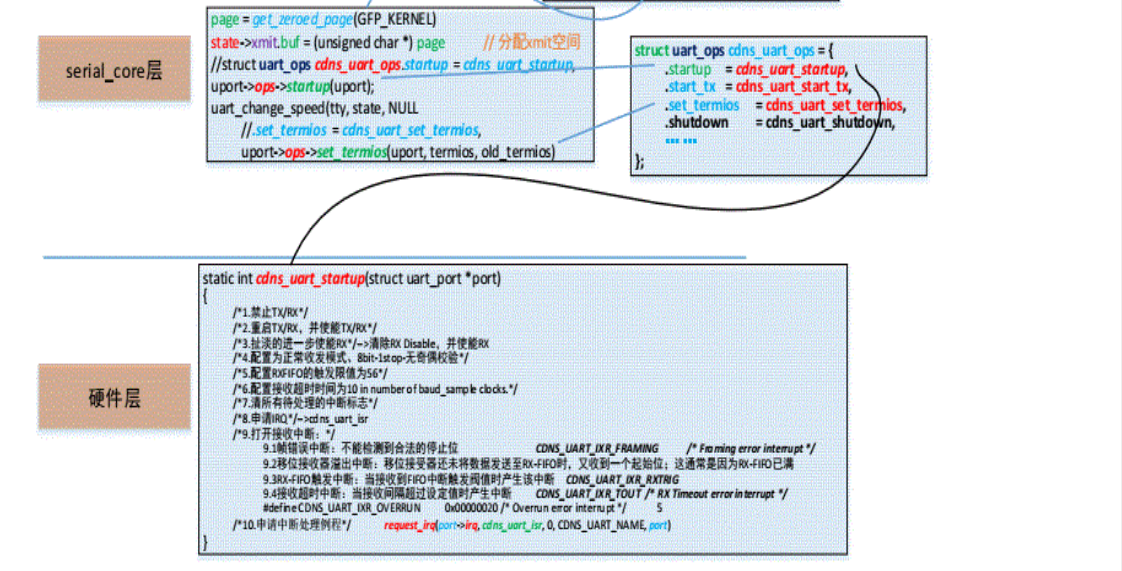 serial_core层
page = get_zeroed_page(GFP_KERNEL)
state->xmit.buf = (unsigned char *) page // 分配xmit空间
//struct uart_ops cdns_uart_ops.startup = cdns_uart_startup,
uport->ops->startup(uport);
uart_change_speed(tty, state, NULL
//.set_termios = cdns_uart_set_termios,
uport->ops->set_termios(uport, termios, old_termios)
struct uart_ops cdns_uart_ops = {
.startup = cdns_uart_startup,
.start_tx = cdns_uart_start_tx,
.set_termios = cdns_uart_set_termios,
.shutdown = cdns_uart_shutdown,
... ...
};
硬件层
static int cdns_uart_startup(struct uart_port *port)
{
/*1.禁止TX/RX*/
/*2.重启TX/RX，并使能TX/RX*/
/*3.扯淡的进一步使能RX*/–>清除RX Disable，并使能RX
/*4.配置为正常收发模式、8bit-1stop-无奇偶校验*/
/*5.配置RXFIFO的触发限值为56*/
/*6.配置接收超时时间为10 in number of baud_sample clocks.*/
/*7.清所有待处理的中断标志*/
/*8.申请IRQ*/–>cdns_uart_isr
/*9.打开接收中断：*/
9.1帧错误中断：不能检测到合法的停止位 CDNS_UART_IXR_FRAMING /* Framing error interrupt */
9.2移位接收器溢出中断：移位接受器还未将数据发送至RX-FIFO时，又收到一个起始位；这通常是因为RX-FIFO已满
9.3RX-FIFO触发中断：当接收到FIFO中断触发阀值时产生该中断 CDNS_UART_IXR_RXTRIG
9.4接收超时中断：当接收间隔超过设定值时产生中断 CDNS_UART_IXR_TOUT /* RX Timeout error interrupt */
#define CDNS_UART_IXR_OVERRUN 0x00000020 /* Overrun error interrupt */ 5
/*10.申请中断处理例程*/ request_irq(port->irq, cdns_uart_isr, 0, CDNS_UART_NAME, port)
}